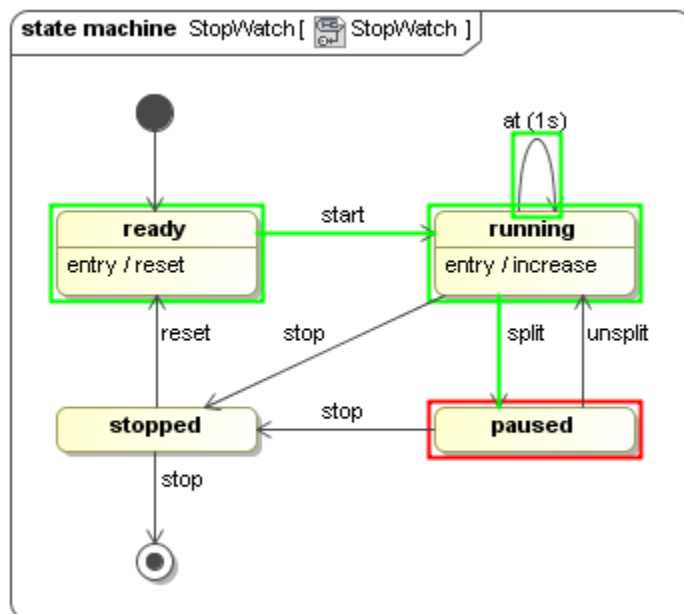 state machine StopWatch [ StopWatch ]
at (1s)
ready
start
running
entry / reset
entry / increase
reset
stop
split
unsplit
stopped
stop
paused
stop